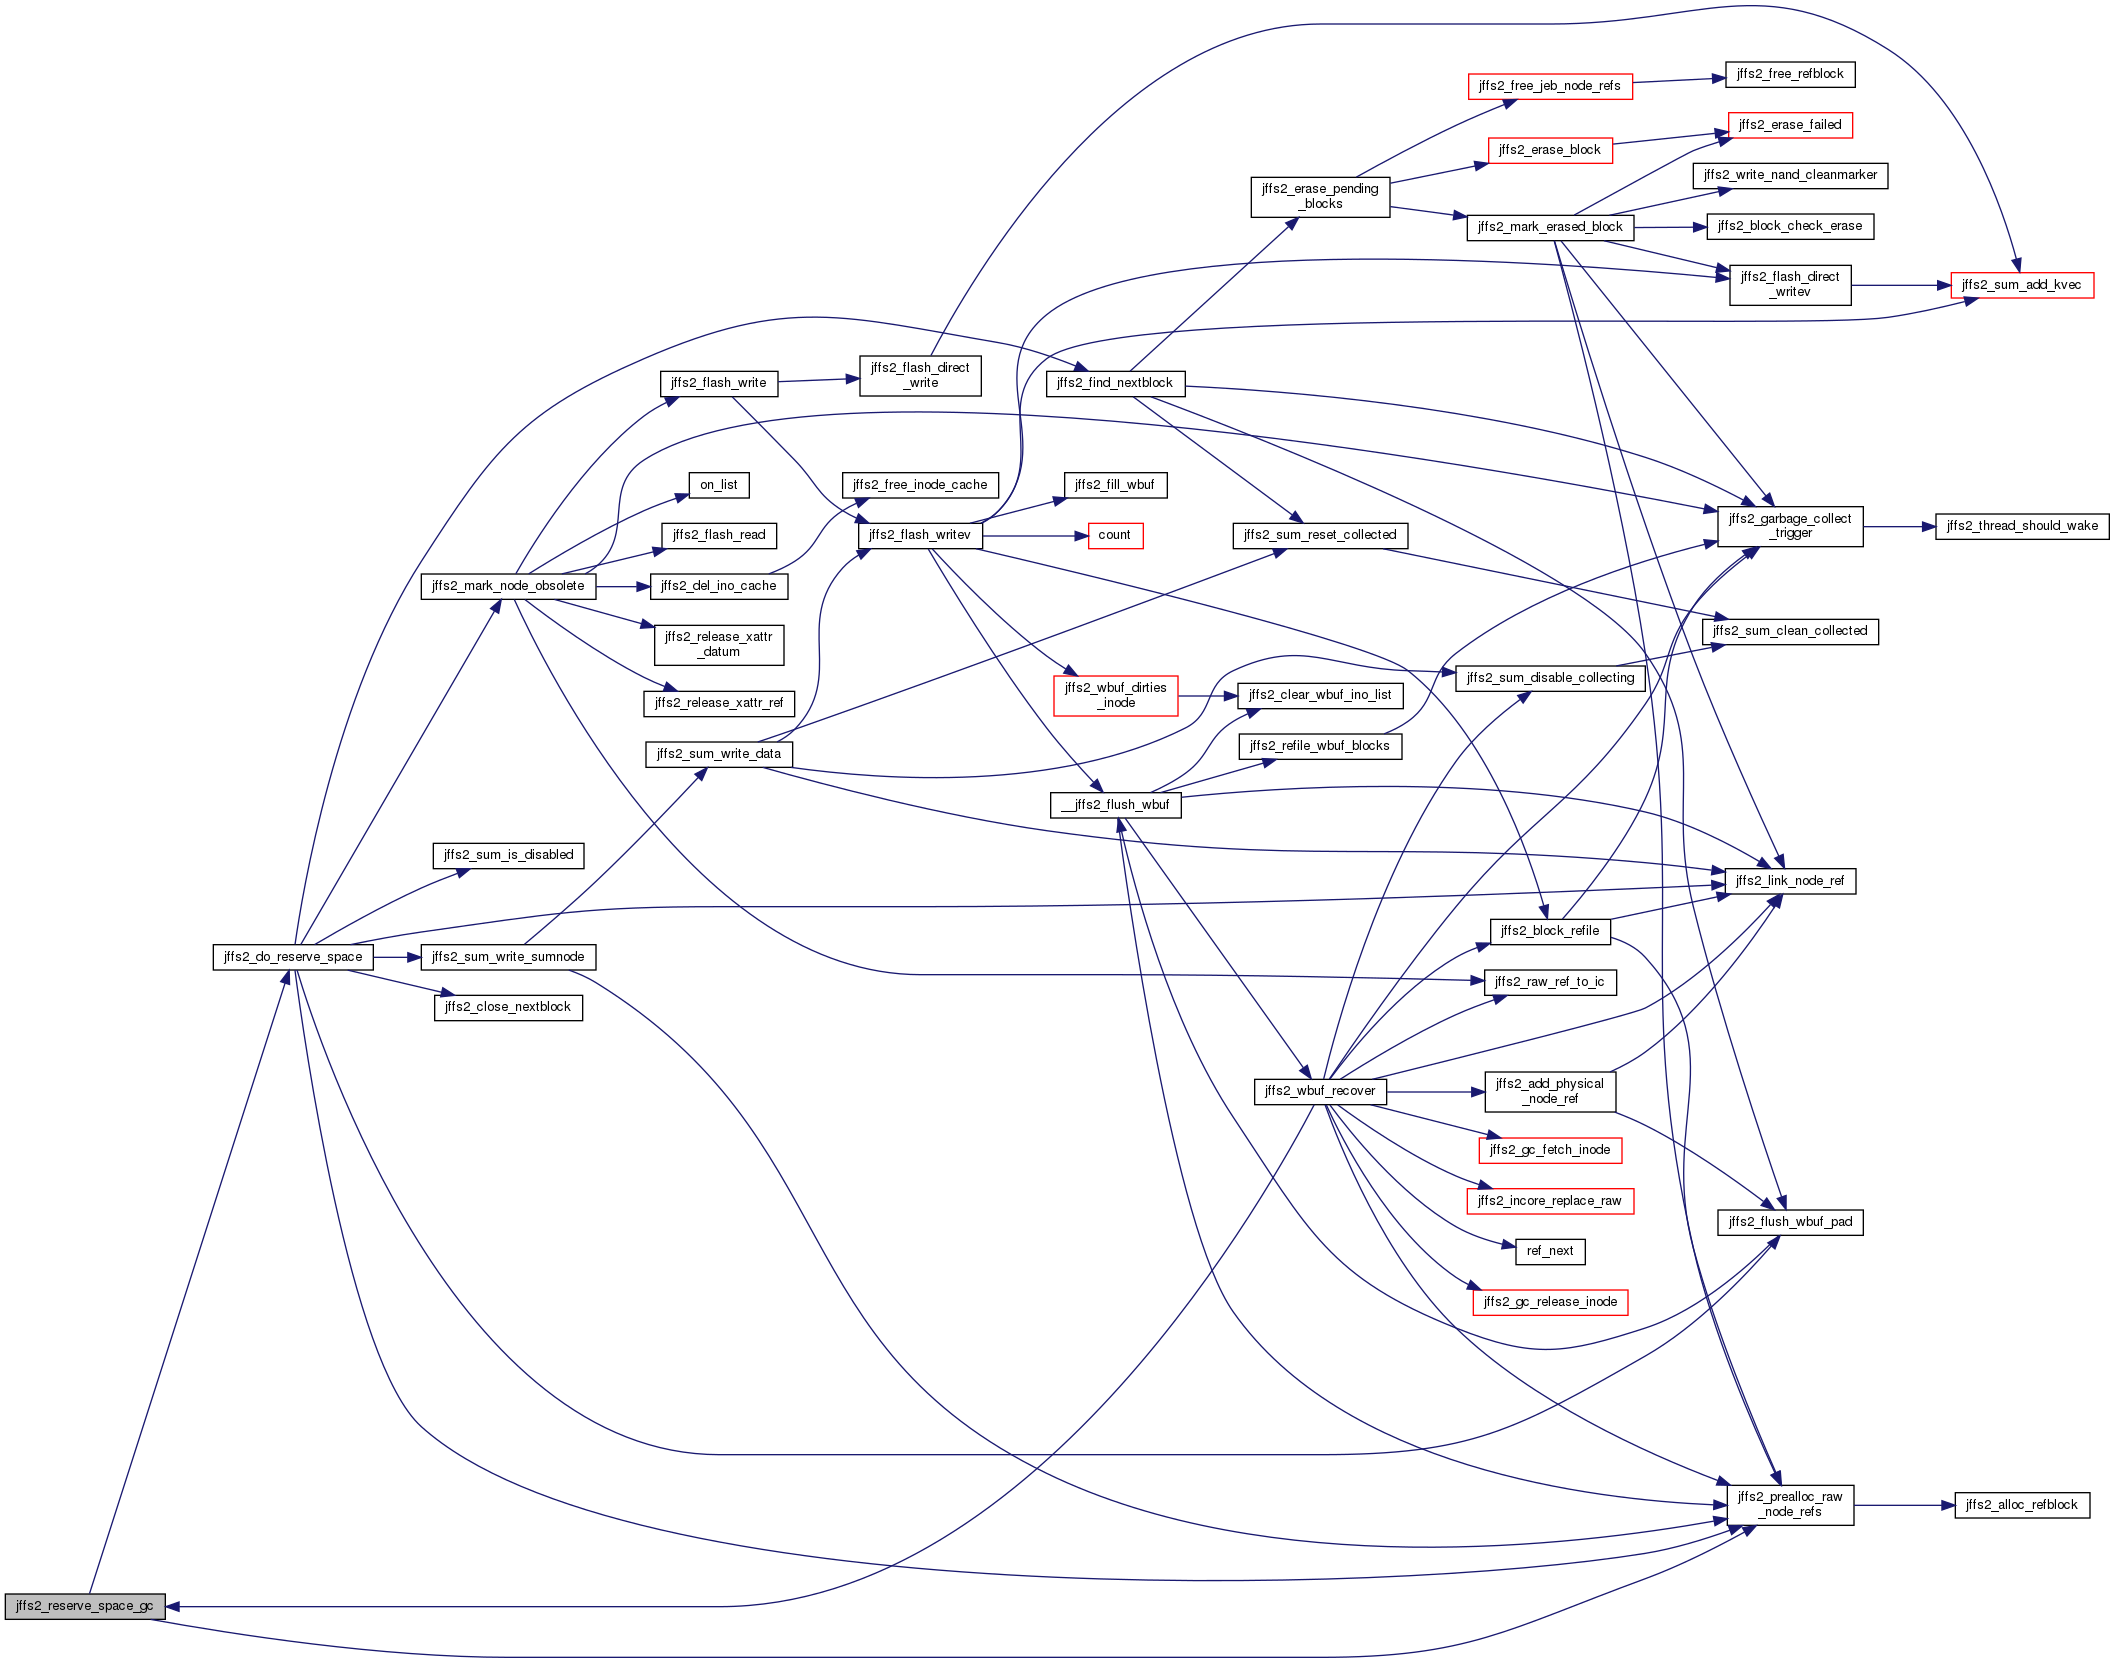 jffs2_free_refblock
jffs2_free_jeb_node_refs
jffs2_erase_failed
jffs2_erase_block
jffs2_write_nand_cleanmarker
jffs2_erase_pending
_blocks
jffs2_mark_erased_block
jffs2_block_check_erase
jffs2_flash_direct
_writev
jffs2_sum_add_kvec
jffs2_flash_direct
_write
jffs2_flash_write
jffs2_find_nextblock
on_list
jffs2_free_inode_cache
jffs2_fill_wbuf
jffs2_garbage_collect
_trigger
jffs2_thread_should_wake
jffs2_flash_read
jffs2_flash_writev
count
jffs2_sum_reset_collected
jffs2_mark_node_obsolete
jffs2_del_ino_cache
jffs2_release_xattr
_datum
jffs2_sum_clean_collected
jffs2_sum_disable_collecting
jffs2_release_xattr_ref
jffs2_wbuf_dirties
_inode
jffs2_clear_wbuf_ino_list
jffs2_sum_write_data
jffs2_refile_wbuf_blocks
__jffs2_flush_wbuf
jffs2_sum_is_disabled
jffs2_link_node_ref
jffs2_block_refile
jffs2_do_reserve_space
jffs2_sum_write_sumnode
jffs2_raw_ref_to_ic
jffs2_close_nextblock
jffs2_wbuf_recover
jffs2_add_physical
_node_ref
jffs2_gc_fetch_inode
jffs2_incore_replace_raw
jffs2_flush_wbuf_pad
ref_next
jffs2_gc_release_inode
jffs2_prealloc_raw
_node_refs
jffs2_alloc_refblock
jffs2_reserve_space_gc